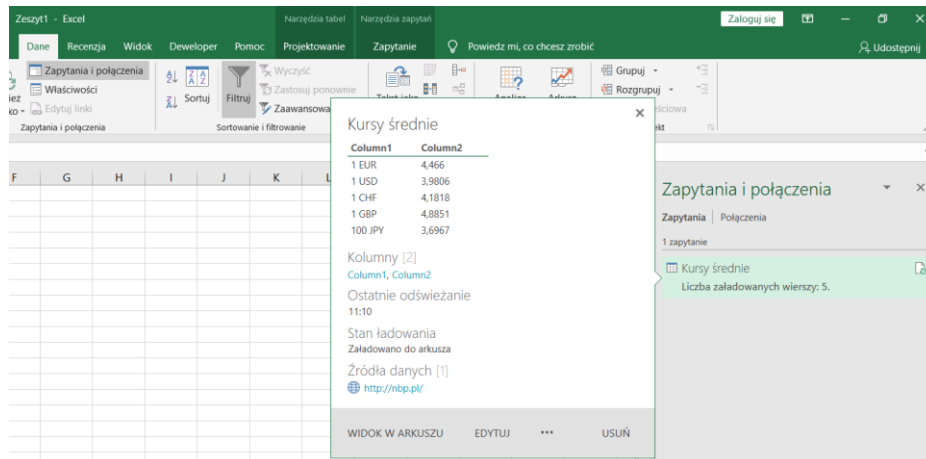 Zeszyt1 - Excel
Narzędzia tabel
Narzędzia zapytań
Zaloguj się
Dane Recenzja Widok Deweloper Pomoc Projektowanie Zapytanie Powiedz mi, co chcesz zrobić Udostępnij
Zapytania i połączenia
Właściwości
Edytuj linki
Zapytania i połączenia
Sortuj
Filtruj
Wyczyść
Zastosuj ponownie
Sortowanie i filtrowanie
Grupuj
Rozgrupuj
F G H I J K L
Kursy średnie
Column1 Column2
1 EUR 4,466
1 USD 3,9806
1 CHF 4,1818
1 GBP 4,8851
100 JPY 3,6967
Kolumny [2]
Column1, Column2
Ostatnie odświeżanie
11:10
Stan ładowania
Załadowano do arkusza
Źródła danych [1]
http://nbp.pl/
WIDOK W ARKUSZU EDYTUJ ••• USUŃ
Zapytania i połączenia
Zapytania | Połączenia
1 zapytanie
Kursy średnie
Liczba załadowanych wierszy: 5.